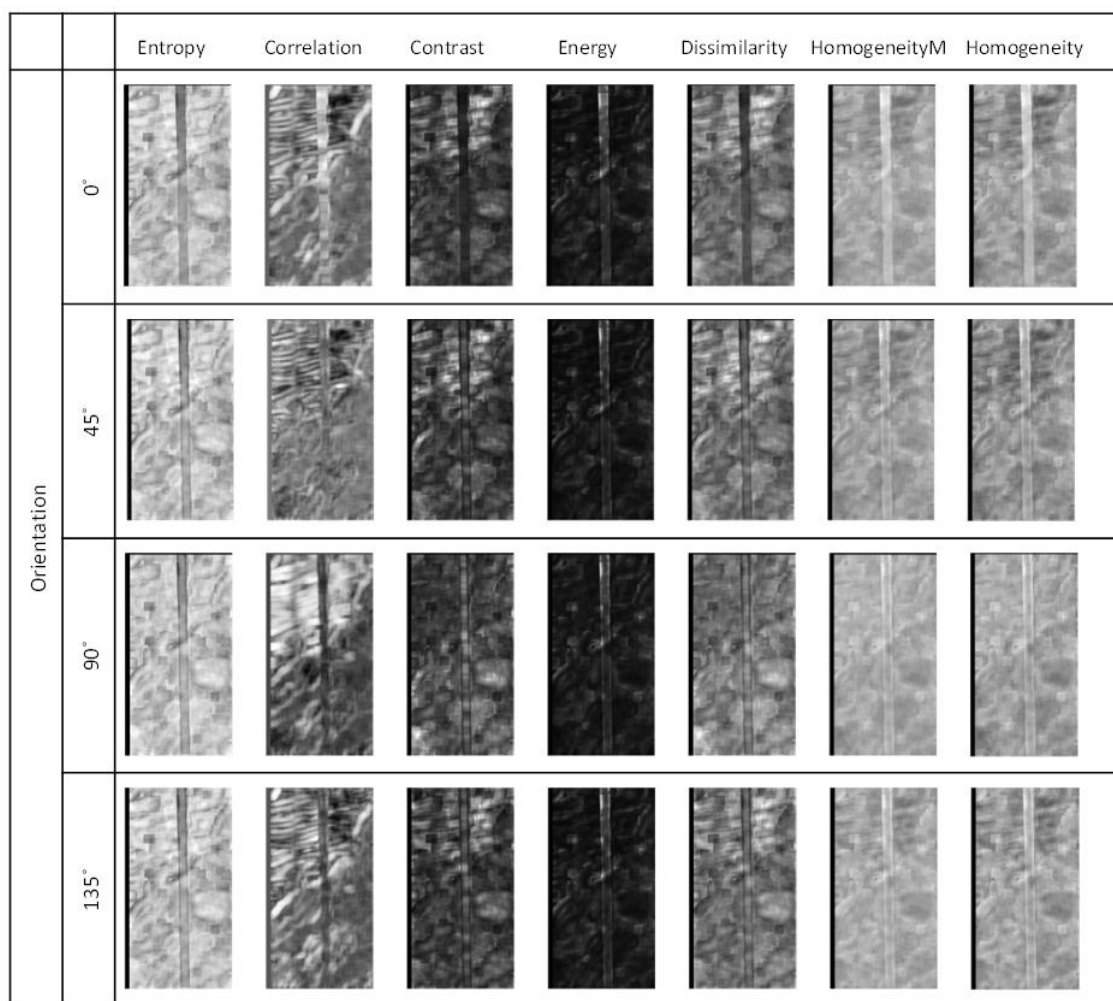 Entropy Correlation Contrast Energy Dissimilarity HomogeneityM Homogeneity
Orientation
0°
45°
90°
135°